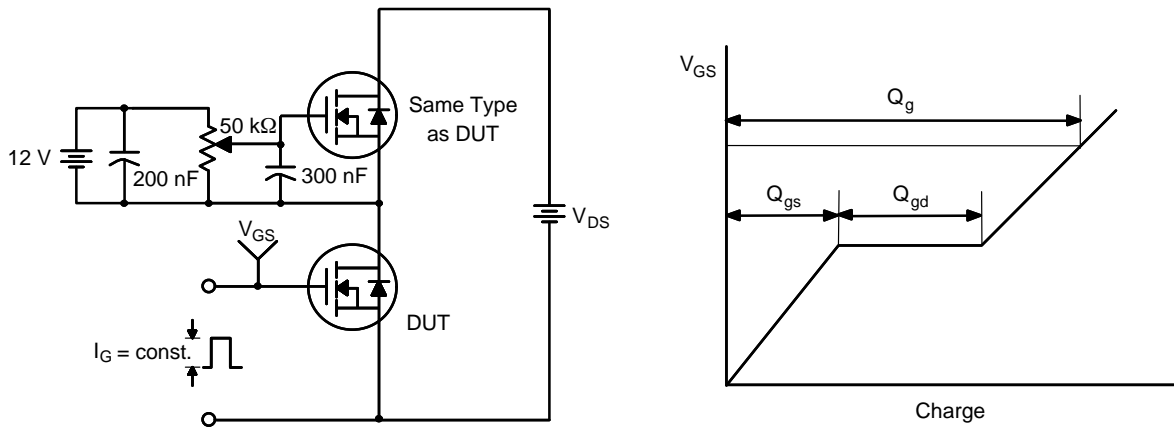 12 V
200 nF
50 kΩ
300 nF
Same Type
as DUT
V_DS
V_GS
DUT
I_G = const.
V_GS
Q_g
Q_gs
Q_gd
Charge